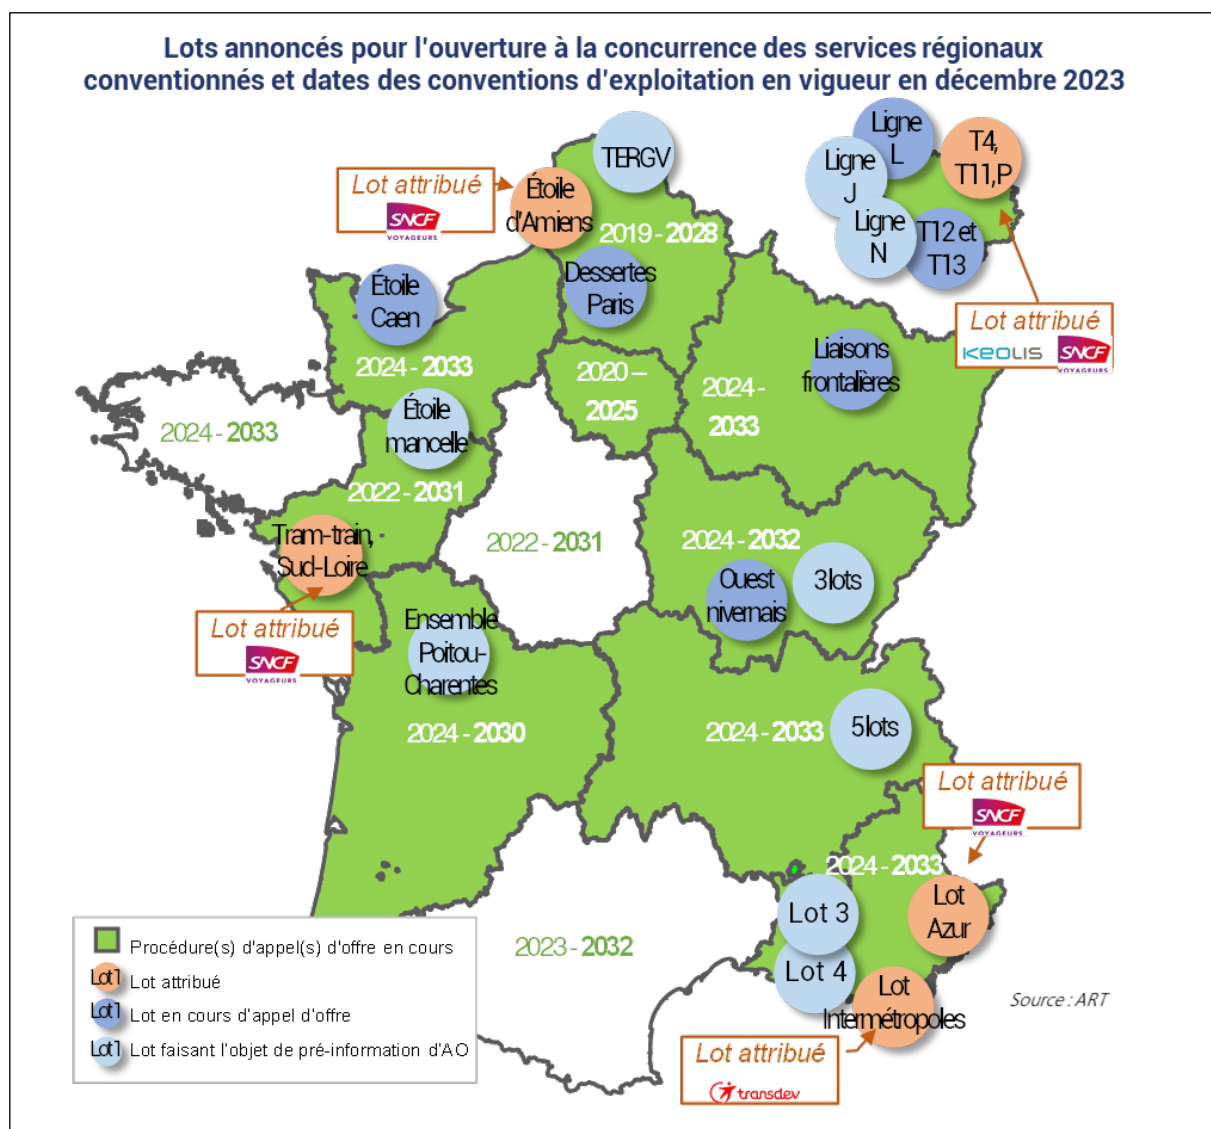 Lots annoncés pour l'ouverture à la concurrence des services régionaux
conventionnés et dates des conventions d'exploitation en vigueur en décembre 2023
TERGV
Ligne
L
T4,
T11,P
Ligne
J
Ligne
N
T12 et
T13
Lot attribué
SNCF
VOYAGEURS
Étoile
d'Amiens
2019 - 2028
Dessertes
Paris
Étoile
Caen
Lot attribué
KEOLIS
SNCF
VOYAGEURS
2024 - 2033
2020 –
2025
Liaisons
frontalières
2024 -
2033
Étoile
mancelle
2024 - 2033
2022 - 2031
Tram-train,
Sud-Loire
2022 - 2031
2024 - 2032
Ouest
nivernais
3 lots
Lot attribué
SNCF
VOYAGEURS
Ensemble
Poitou-
Charentes
2024 - 2030
2024 - 2033
5 lots
Lot attribué
SNCF
VOYAGEURS
2024 - 2033
Lot 3
Lot
Azur
Lot 4
2023 - 2032
Lot
Intermétropoles
Lot attribué
transdev
Procédure(s) d'appel(s) d'offre en cours
Lot1 Lot attribué
Lot1 Lot en cours d'appel d'offre
Lot1 Lot faisant l'objet de pré-information d'AO
Source : ART